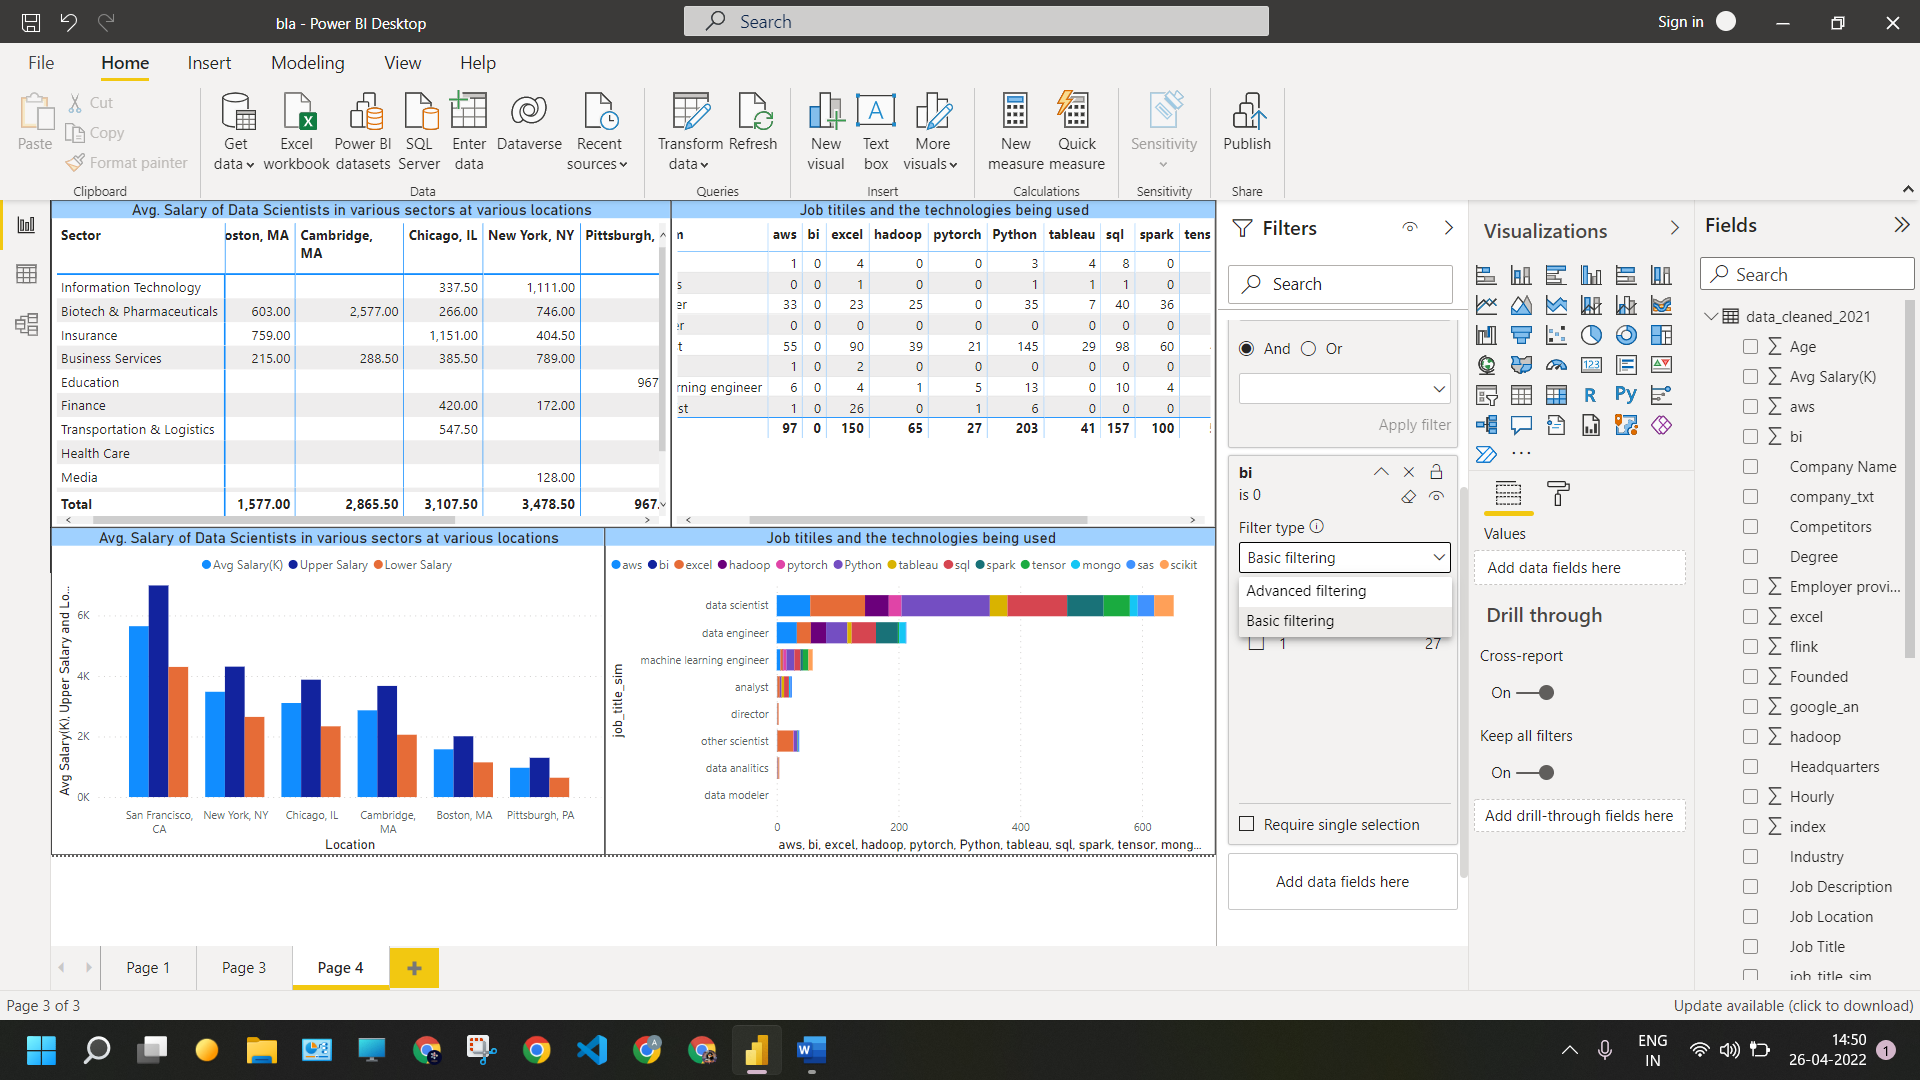 bla - Power BI Desktop
Search
Sign in
File Home Insert Modeling View Help
Paste
Cut
Copy
Format painter
Clipboard
Get data
Excel workbook
Power BI datasets
SQL Server
Enter data
Dataverse
Recent sources
Data
Transform data
Refresh
Queries
New visual
Text box
More visuals
Insert
New measure
Quick measure
Calculations
Sensitivity
Sensitivity
Publish
Share
Avg. Salary of Data Scientists in various sectors at various locations
Sector oston, MA Cambridge, MA Chicago, IL New York, NY Pittsburgh,
Information Technology 337.50 1,111.00
Biotech & Pharmaceuticals 603.00 2,577.00 266.00 746.00
Insurance 759.00 1,151.00 404.50
Business Services 215.00 288.50 385.50 789.00
Education 967
Finance 420.00 172.00
Transportation & Logistics 547.50
Health Care
Media 128.00
Total 1,577.00 2,865.50 3,107.50 3,478.50 967.
Job titiles and the technologies being used
m aws bi excel hadoop pytorch Python tableau sql spark tens
1 0 4 0 0 3 4 8 0
s 0 0 1 0 0 1 1 1 0
er 33 0 23 25 0 35 7 40 36
er 0 0 0 0 0 0 0 0 0
t 55 0 90 39 21 145 29 98 60
1 0 2 0 0 0 0 0 0
rning engineer 6 0 4 1 5 13 0 10 4
st 1 0 26 0 1 6 0 0 0
97 0 150 65 27 203 41 157 100
Avg. Salary of Data Scientists in various sectors at various locations
Avg Salary(K) Upper Salary Lower Salary
Avg Salary(K), Upper Salary and Lo...
6K
4K
2K
0K
San Francisco, CA
New York, NY
Chicago, IL
Cambridge, MA
Boston, MA
Pittsburgh, PA
Location
Job titiles and the technologies being used
aws bi excel hadoop pytorch Python tableau sql spark tensor mongo sas scikit
job_title_sim
data scientist
data engineer
machine learning engineer
analyst
director
other scientist
data analitics
data modeler
0 200 400 600
aws, bi, excel, hadoop, pytorch, Python, tableau, sql, spark, tensor, mong...
Filters
Search
And Or
Apply filter
bi
is 0
Filter type
Basic filtering
Advanced filtering
Basic filtering
1 27
Require single selection
Add data fields here
Visualizations
123
R
Py
...
Values
Add data fields here
Drill through
Cross-report
On
Keep all filters
On
Add drill-through fields here
Fields
Search
data_cleaned_2021
Age
Avg Salary(K)
aws
bi
Company Name
company_txt
Competitors
Degree
Employer provi...
excel
flink
Founded
google_an
hadoop
Headquarters
Hourly
index
Industry
Job Description
Job Location
Job Title
job_title_sim
Page 1 Page 3 Page 4
Page 3 of 3
Update available (click to download)
ENG
IN
14:50
26-04-2022
1